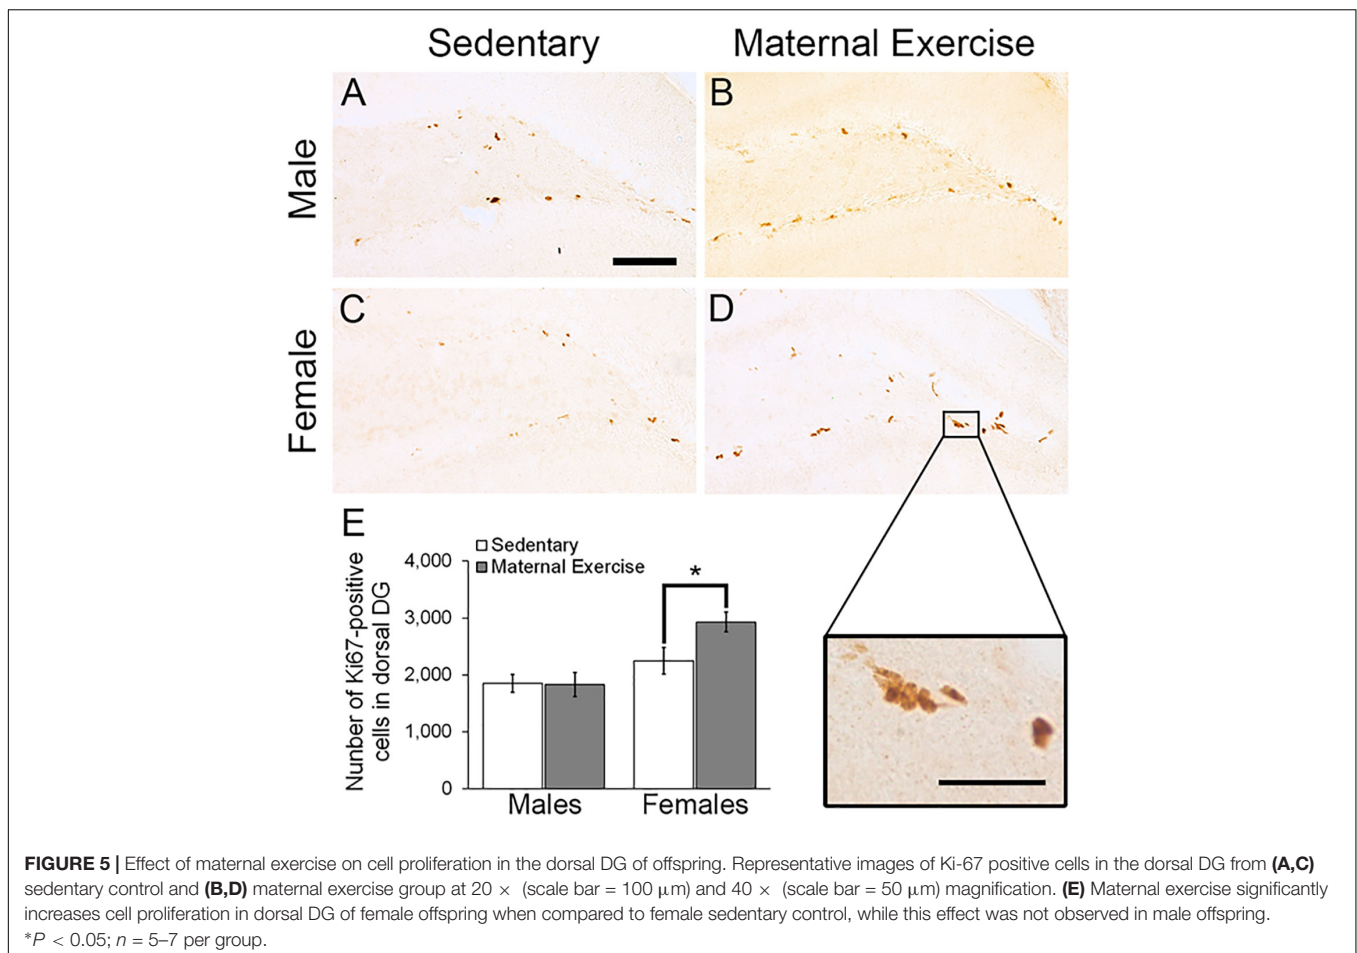 Sedentary
Maternal Exercise
Male
A
B
Female
C
D
E
Nunber of Ki67-positive
cells in dorsal DG
Sedentary
Maternal Exercise
4,000
3,000
2,000
1,000
0
*
Males
Females
FIGURE 5 | Effect of maternal exercise on cell proliferation in the dorsal DG of offspring. Representative images of Ki-67 positive cells in the dorsal DG from (A,C)
sedentary control and (B,D) maternal exercise group at 20 × (scale bar = 100 μm) and 40 × (scale bar = 50 μm) magnification. (E) Maternal exercise significantly
increases cell proliferation in dorsal DG of female offspring when compared to female sedentary control, while this effect was not observed in male offspring.
*P < 0.05; n = 5–7 per group.